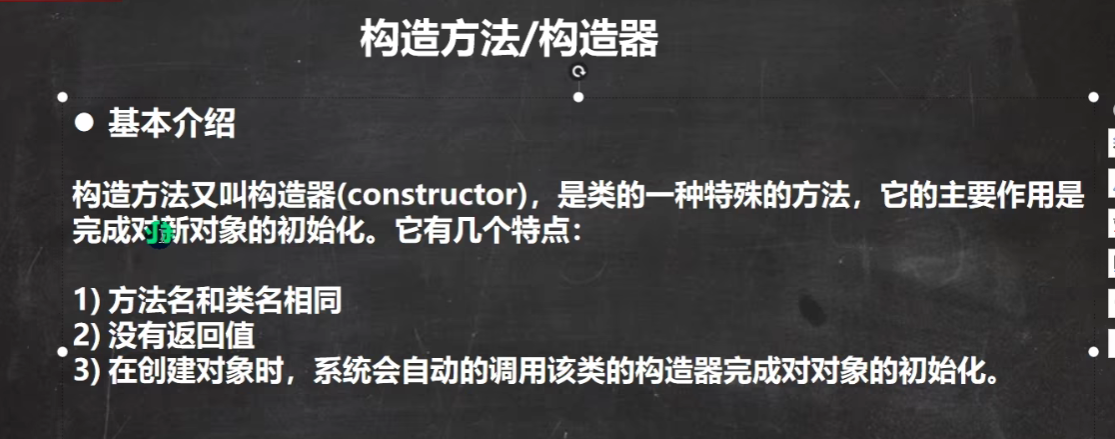 构造方法/构造器
● 基本介绍
构造方法又叫构造器(constructor)，是类的一种特殊的方法，它的主要作用是
完成对新对象的初始化。它有几个特点：
1) 方法名和类名相同
2) 没有返回值
3) 在创建对象时，系统会自动的调用该类的构造器完成对对象的初始化。